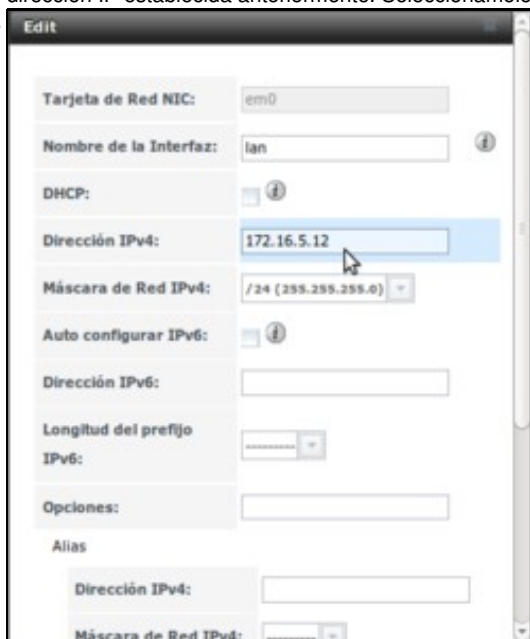 dirección IP establecida anteriormente. Seleccionamos
Edit
Tarjeta de Red NIC: em0
Nombre de la Interfaz: lan
DHCP:
Dirección IPv4: 172.16.5.12
Máscara de Red IPv4: /24 (255.255.255.0)
Auto configurar IPv6:
Dirección IPv6:
Longitud del prefijo
IPv6: ---------
Opciones:
Alias
Dirección IPv4:
Máscara de Red IPv4: ---------